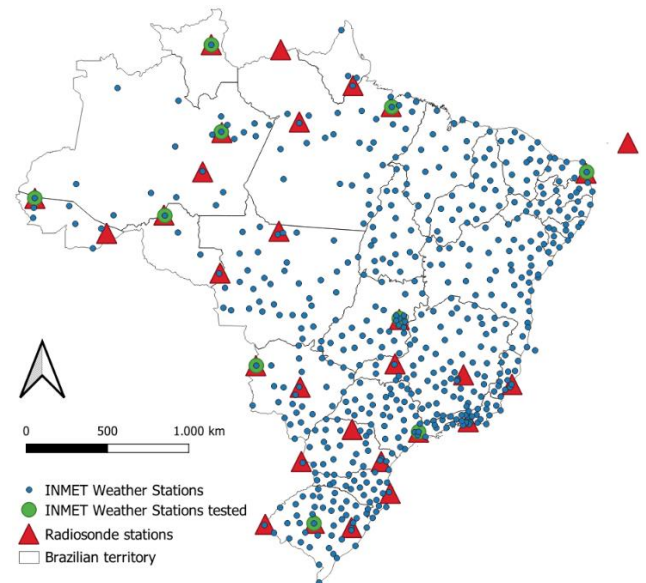 0 500 1.000 km
INMET Weather Stations
INMET Weather Stations tested
Radiosonde stations
Brazilian territory